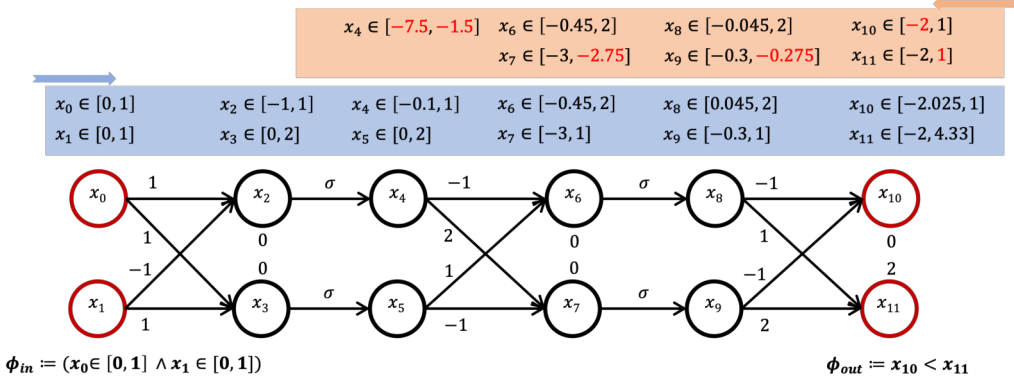 x₄ ∈ [−7.5, −1.5] x₆ ∈ [−0.45, 2] x₈ ∈ [−0.045, 2] x₁₀ ∈ [−2, 1]
x₇ ∈ [−3, −2.75] x₉ ∈ [−0.3, −0.275] x₁₁ ∈ [−2, 1]
x₀ ∈ [0, 1] x₂ ∈ [−1, 1] x₄ ∈ [−0.1, 1] x₆ ∈ [−0.45, 2] x₈ ∈ [0.045, 2] x₁₀ ∈ [−2.025, 1]
x₁ ∈ [0, 1] x₃ ∈ [0, 2] x₅ ∈ [0, 2] x₇ ∈ [−3, 1] x₉ ∈ [−0.3, 1] x₁₁ ∈ [−2, 4.33]
x₀ 1 x₂ σ x₄ −1 x₆ σ x₈ −1 x₁₀
1 0 2 0 1 0
−1 0 1 0 −1 2
x₁ 1 x₃ σ x₅ −1 x₇ σ x₉ 2 x₁₁
ϕᵢₙ ≔ (x₀∈ [0, 1] ∧ x₁ ∈ [0, 1])
ϕₒᵤₜ ≔ x₁₀ < x₁₁